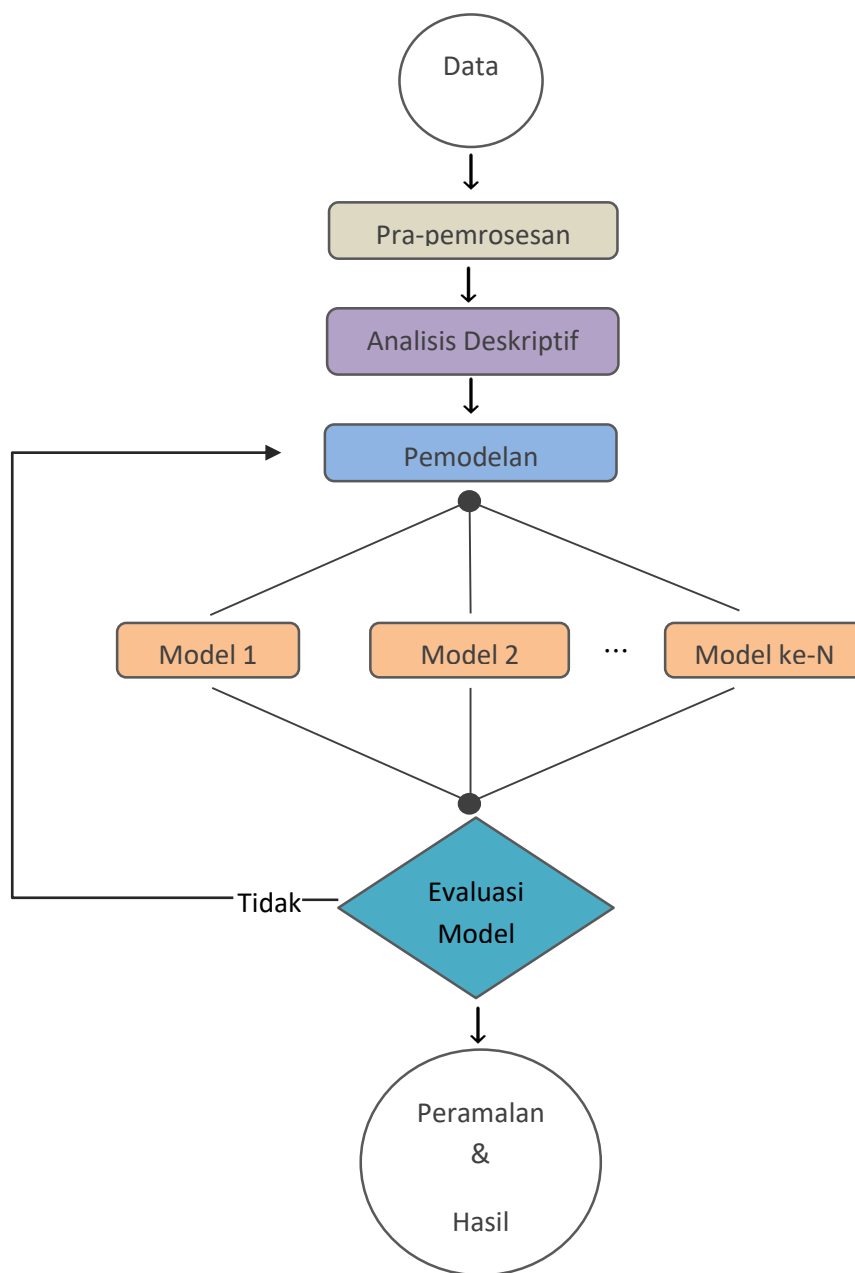 Data
Pra-pemrosesan
Analisis Deskriptif
Pemodelan
Model 1
Model 2
...
Model ke-N
Tidak
Evaluasi
Model
Peramalan
&
Hasil